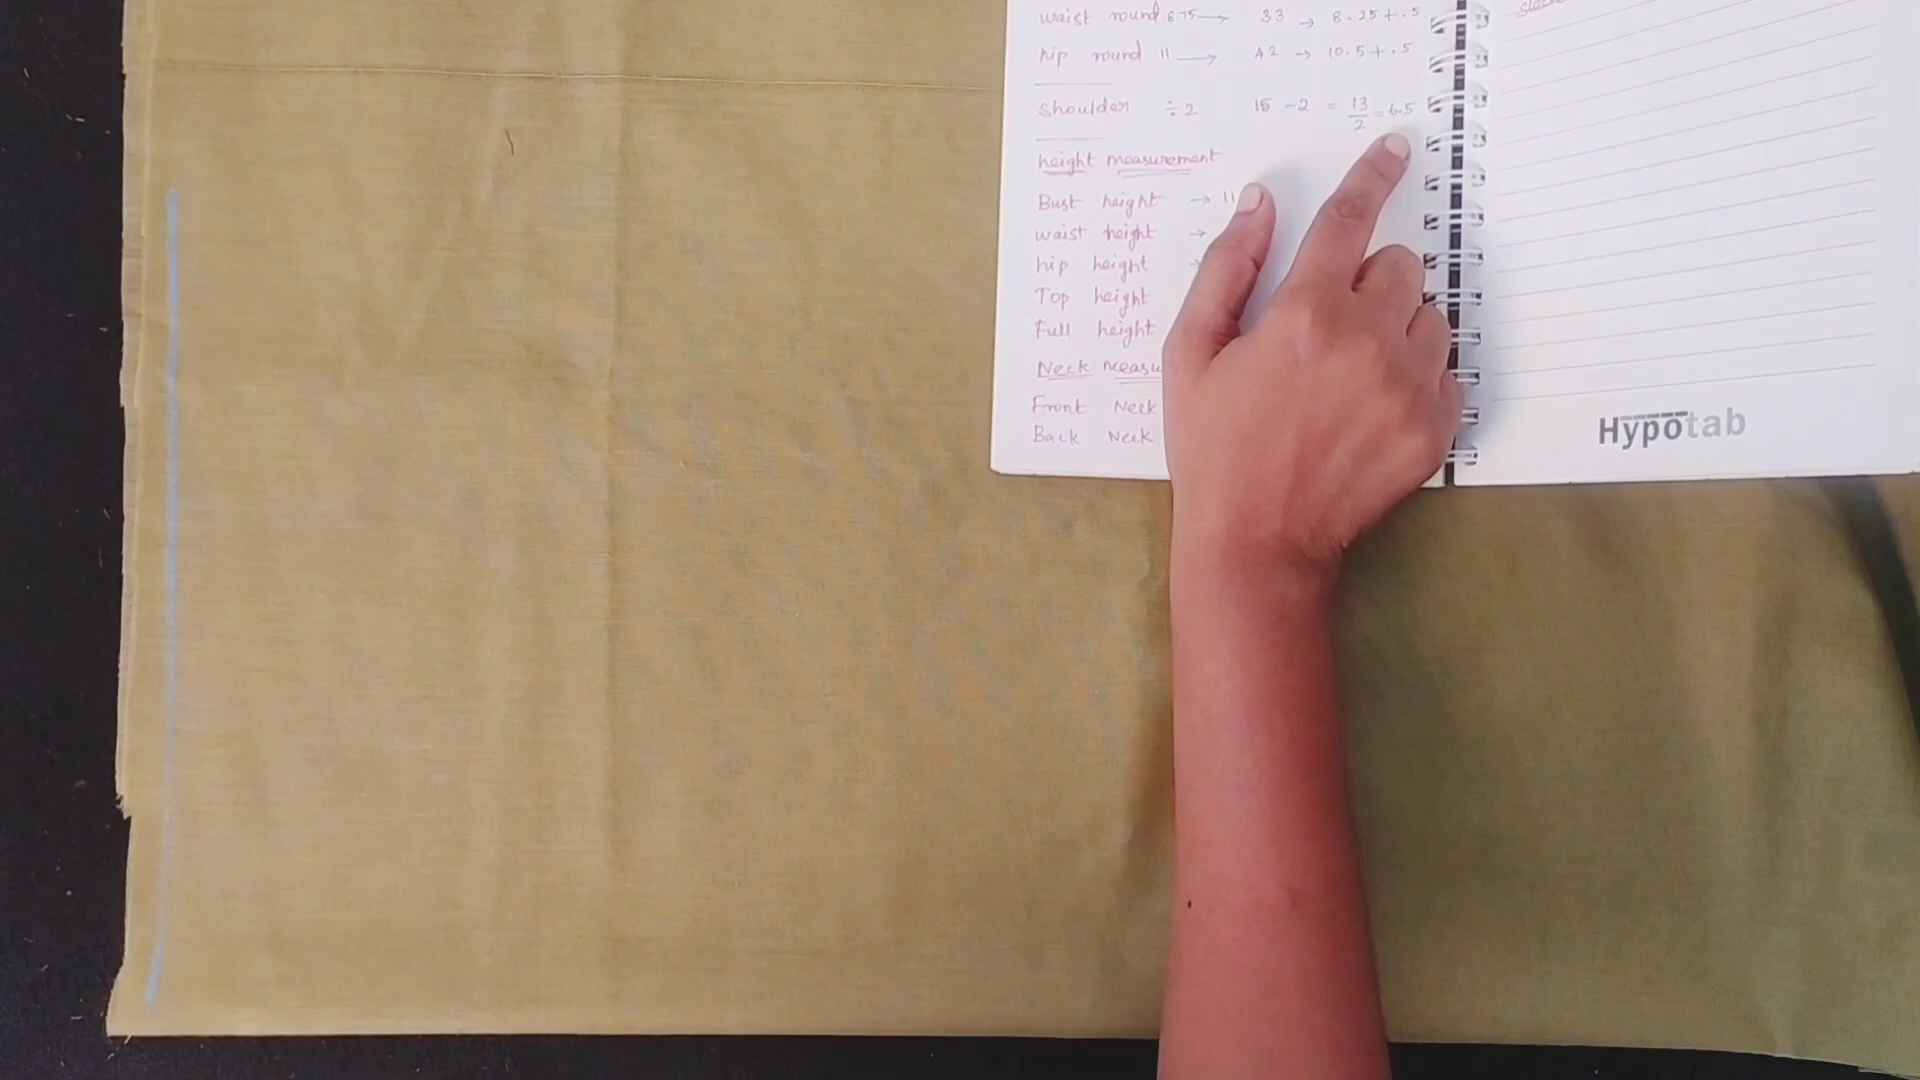 waist round 8.75 → 33 → 8.25+.5
hip round 11 → 42 → 10.5+.5
shoulder ÷2 15 -2 = 13/2 = 6.5
height measurement
Bust height → 11
waist height →
hip height →
Top height
Full height
Neck measu
Front Neck
Back Neck
Hypotab